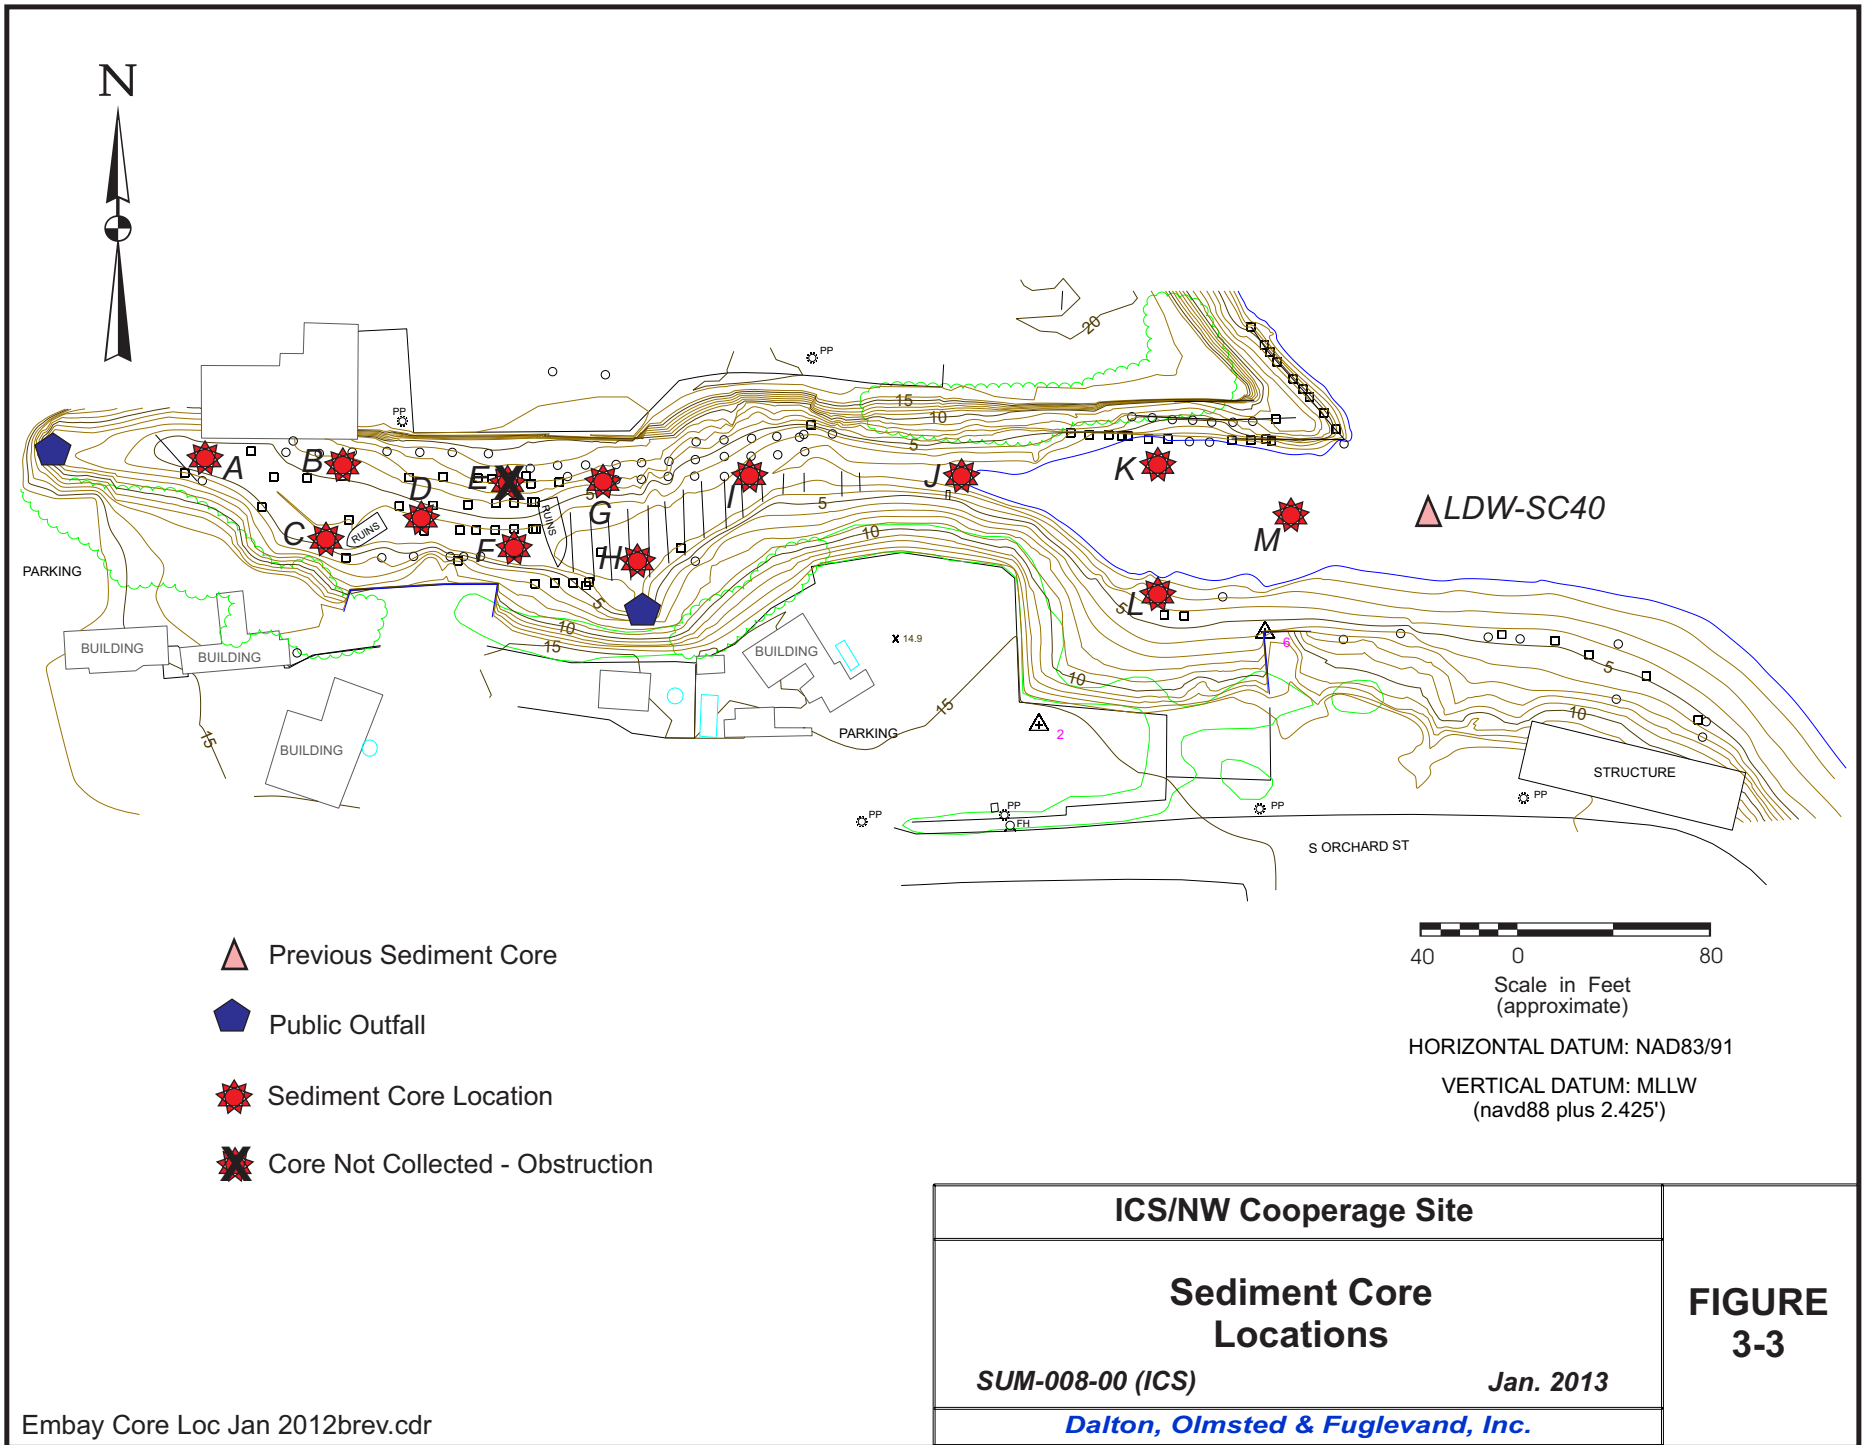 N
20
PP
15
10
5
PP
A
B
C
D
E
F
G
H
I
J
K
L
M
LDW-SC40
RUINS
RUINS
5
5
10
5
10
15
5
10
5
10
15
15
PARKING
BUILDING
BUILDING
BUILDING
BUILDING
x 14.9
PARKING
6
2
STRUCTURE
PP
PP
FH
PP
PP
S ORCHARD ST
Previous Sediment Core
Public Outfall
Sediment Core Location
Core Not Collected - Obstruction
40 0 80
Scale in Feet
(approximate)
HORIZONTAL DATUM: NAD83/91
VERTICAL DATUM: MLLW
(navd88 plus 2.425')
ICS/NW Cooperage Site
Sediment Core
Locations
SUM-008-00 (ICS) Jan. 2013
Dalton, Olmsted & Fuglevand, Inc.
FIGURE
3-3
Embay Core Loc Jan 2012brev.cdr